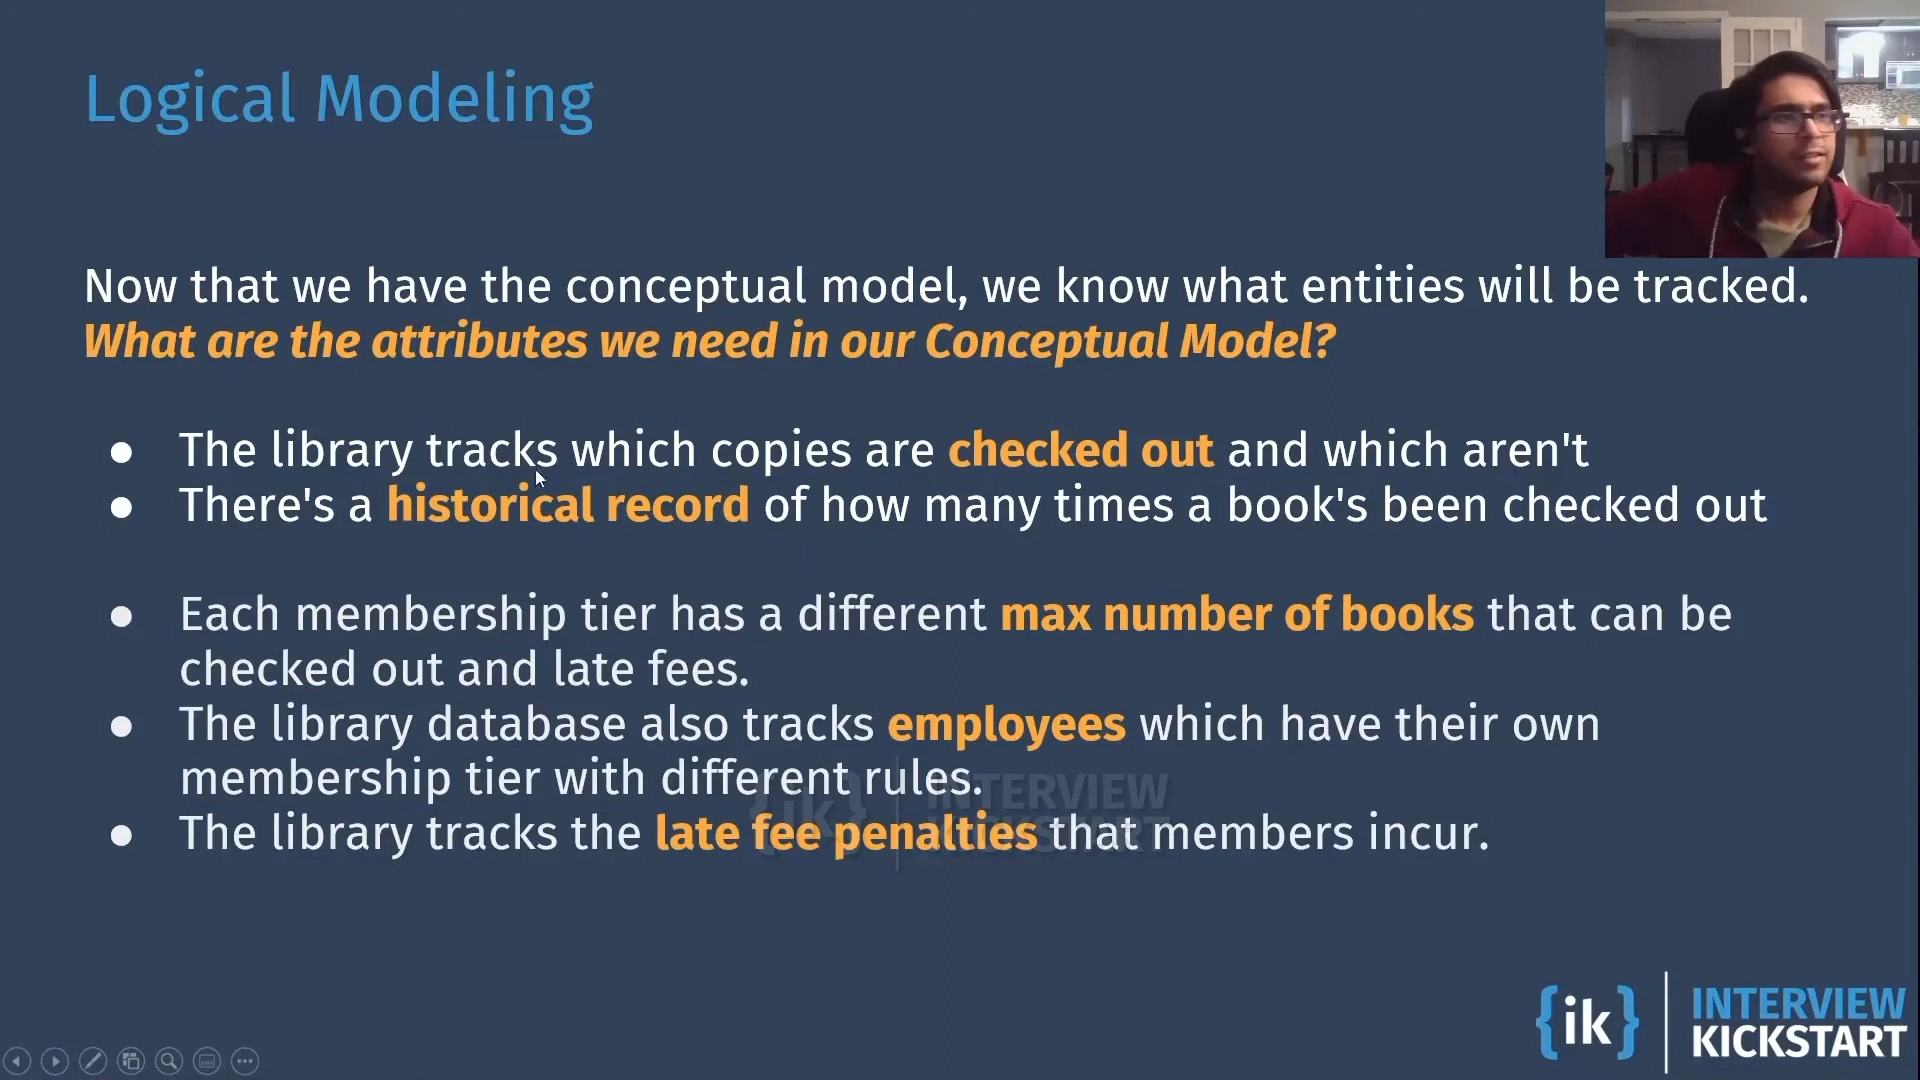 Logical Modeling
Now that we have the conceptual model, we know what entities will be tracked.
What are the attributes we need in our Conceptual Model?
● The library tracks which copies are checked out and which aren't
● There's a historical record of how many times a book's been checked out
● Each membership tier has a different max number of books that can be
checked out and late fees.
● The library database also tracks employees which have their own
membership tier with different rules.
● The library tracks the late fee penalties that members incur.
{ik} INTERVIEW
KICKSTART
{ik} INTERVIEW
KICKSTART